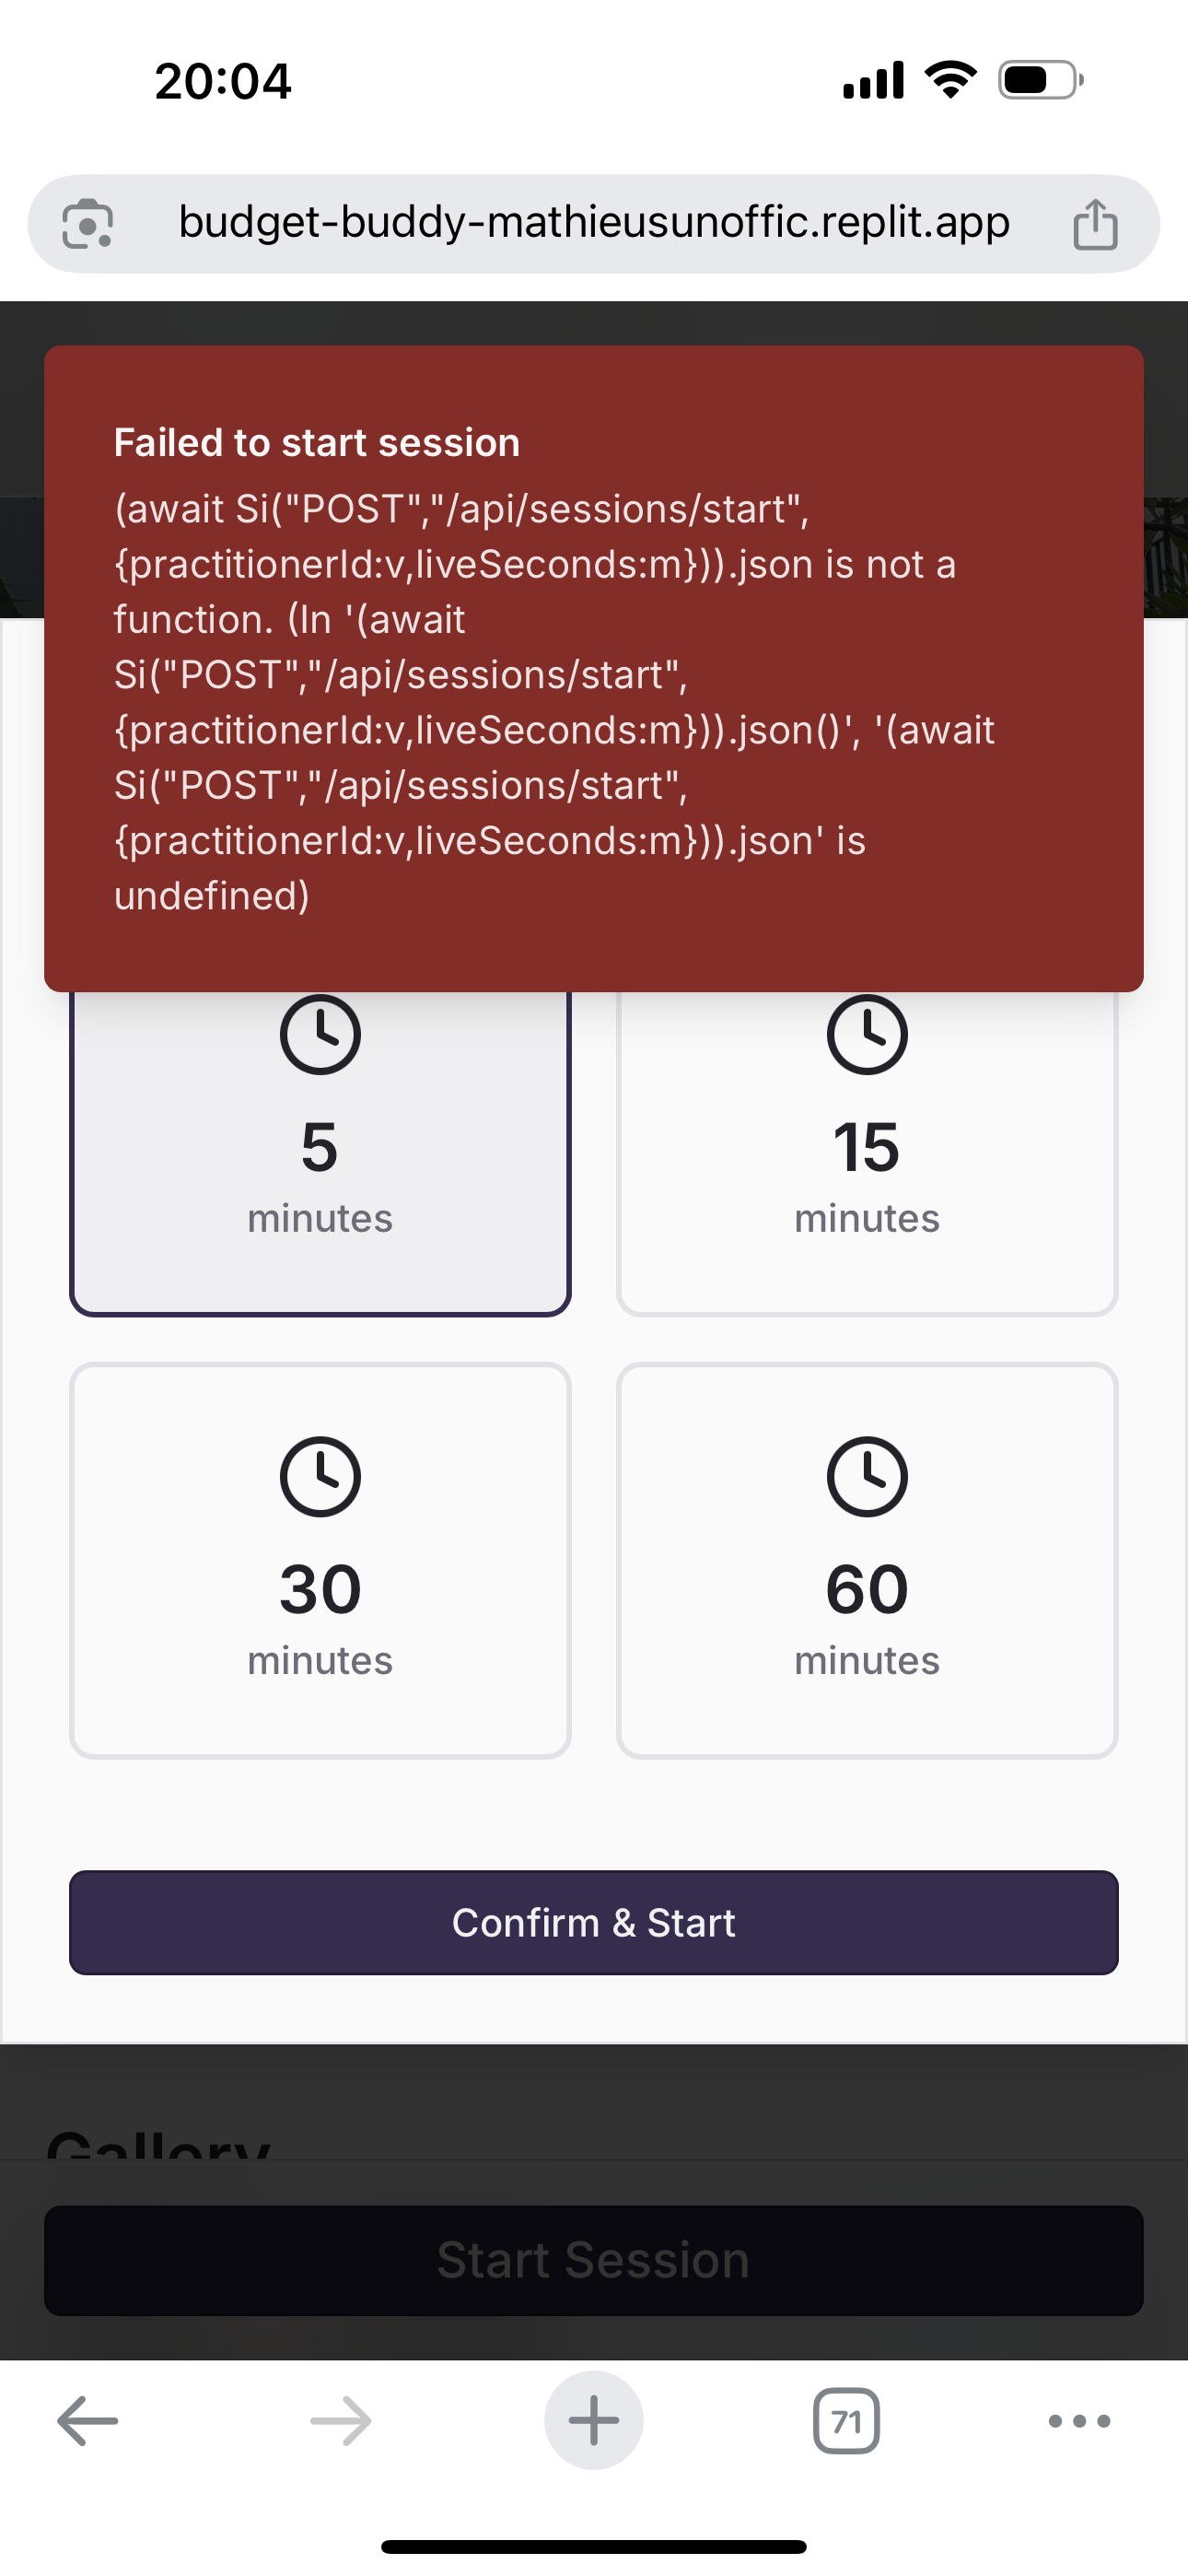 20:04
budget-buddy-mathieusunoffic.replit.app
Failed to start session
(await Si("POST","/api/sessions/start",
{practitionerId:v,liveSeconds:m})).json is not a
function. (In '(await
Si("POST","/api/sessions/start",
{practitionerId:v,liveSeconds:m})).json()', '(await
Si("POST","/api/sessions/start",
{practitionerId:v,liveSeconds:m})).json' is
undefined)
5
minutes
15
minutes
30
minutes
60
minutes
Confirm & Start
Gallery
Start Session
71